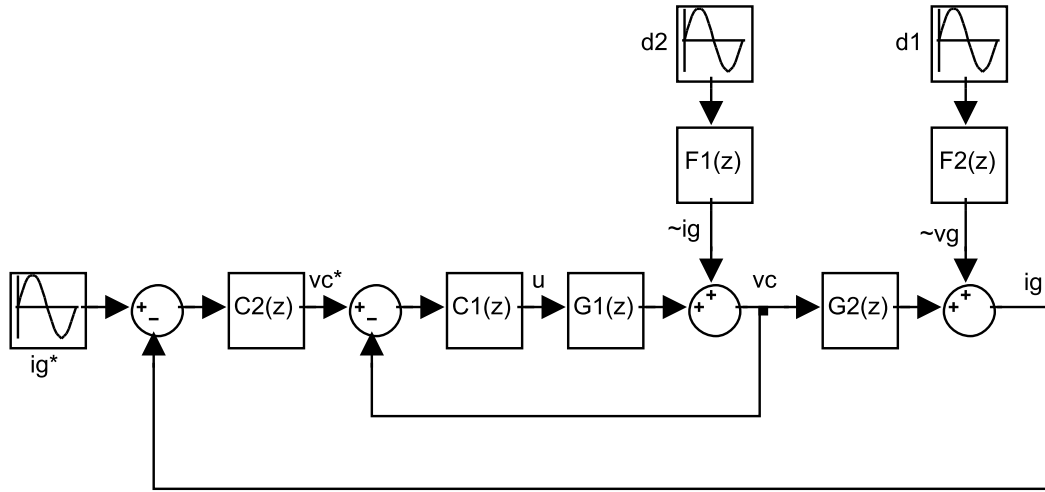 d2
d1
F1(z)
F2(z)
~ig
~vg
vc*
u
vc
ig
+
−
C2(z)
+
−
C1(z)
G1(z)
+
+
G2(z)
+
+
ig*